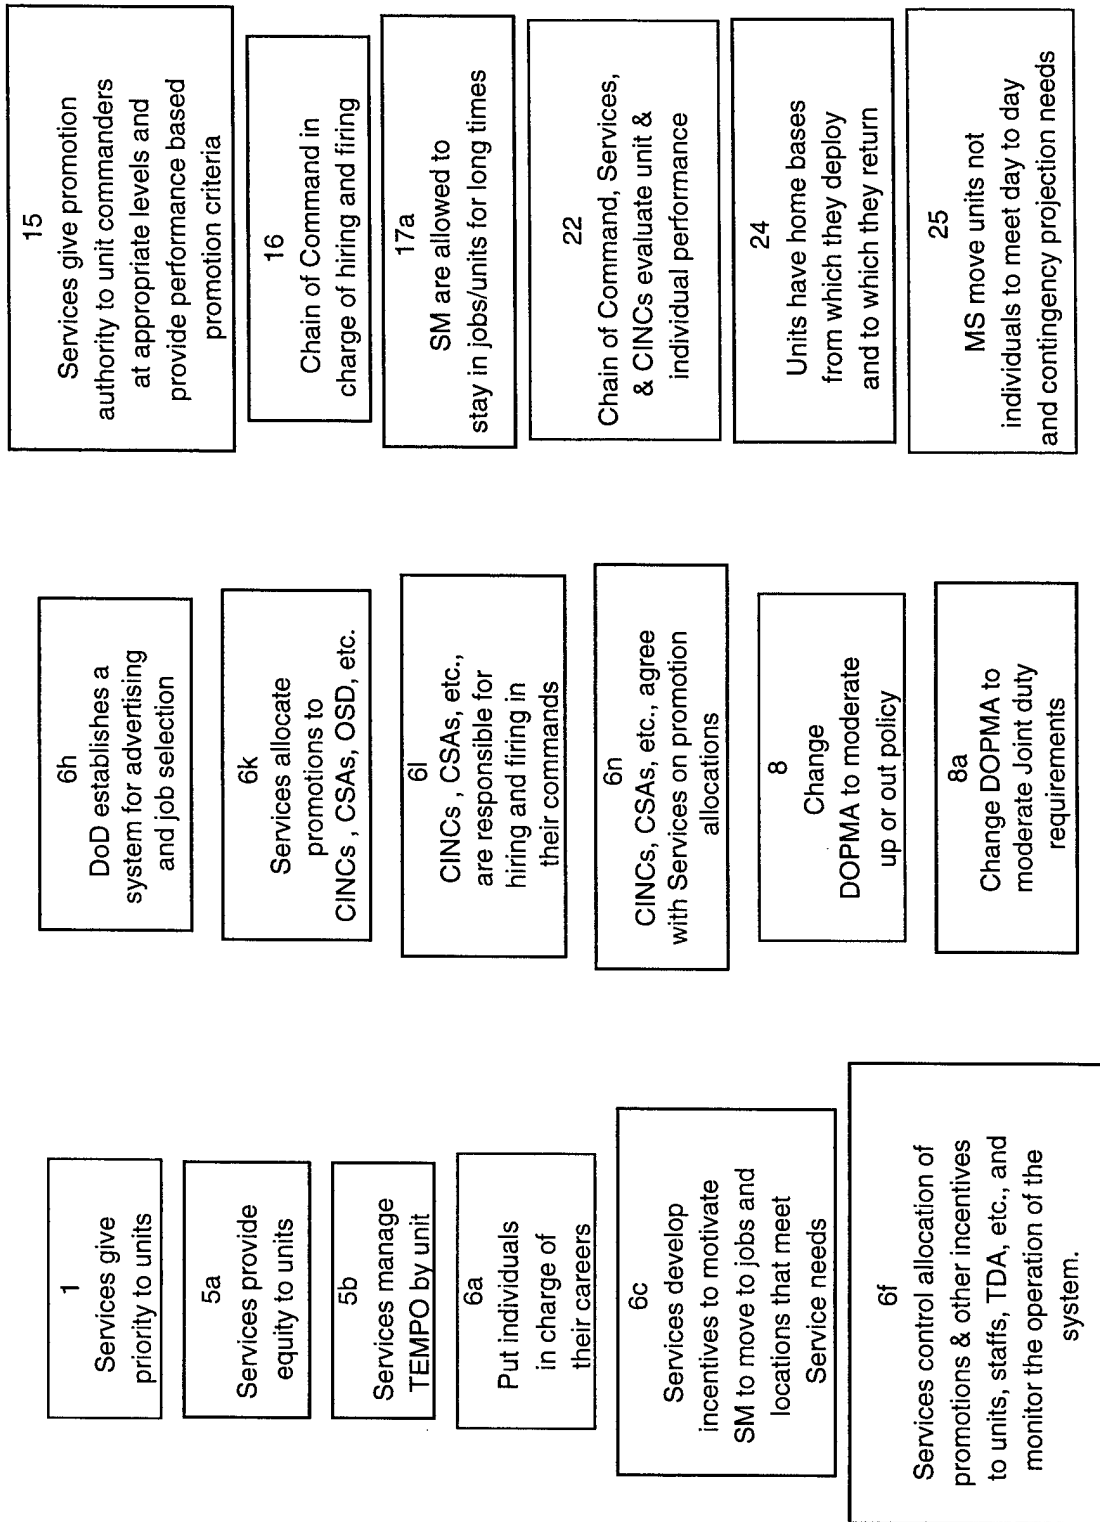 1
Services give
priority to units
5a
Services provide
equity to units
5b
Services manage
TEMPO by unit
6a
Put individuals
in charge of
their careers
6c
Services develop
incentives to motivate
SM to move to jobs and
locations that meet
Service needs
6f
Services control allocation of
promotions & other incentives
to units, staffs, TDA, etc., and
monitor the operation of the
system.
6h
DoD establishes a
system for advertising
and job selection
6k
Services allocate
promotions to
CINCs, CSAs, OSD, etc.
6l
CINCs , CSAs, etc.,
are responsible for
hiring and firing in
their commands
6n
CINCs, CSAs, etc., agree
with Services on promotion
allocations
8
Change
DOPMA to moderate
up or out policy
8a
Change DOPMA to
moderate Joint duty
requirements
15
Services give promotion
authority to unit commanders
at appropriate levels and
provide performance based
promotion criteria
16
Chain of Command in
charge of hiring and firing
17a
SM are allowed to
stay in jobs/units for long times
22
Chain of Command, Services,
& CINCs evaluate unit &
individual performance
24
Units have home bases
from which they deploy
and to which they return
25
MS move units not
individuals to meet day to day
and contingency projection needs